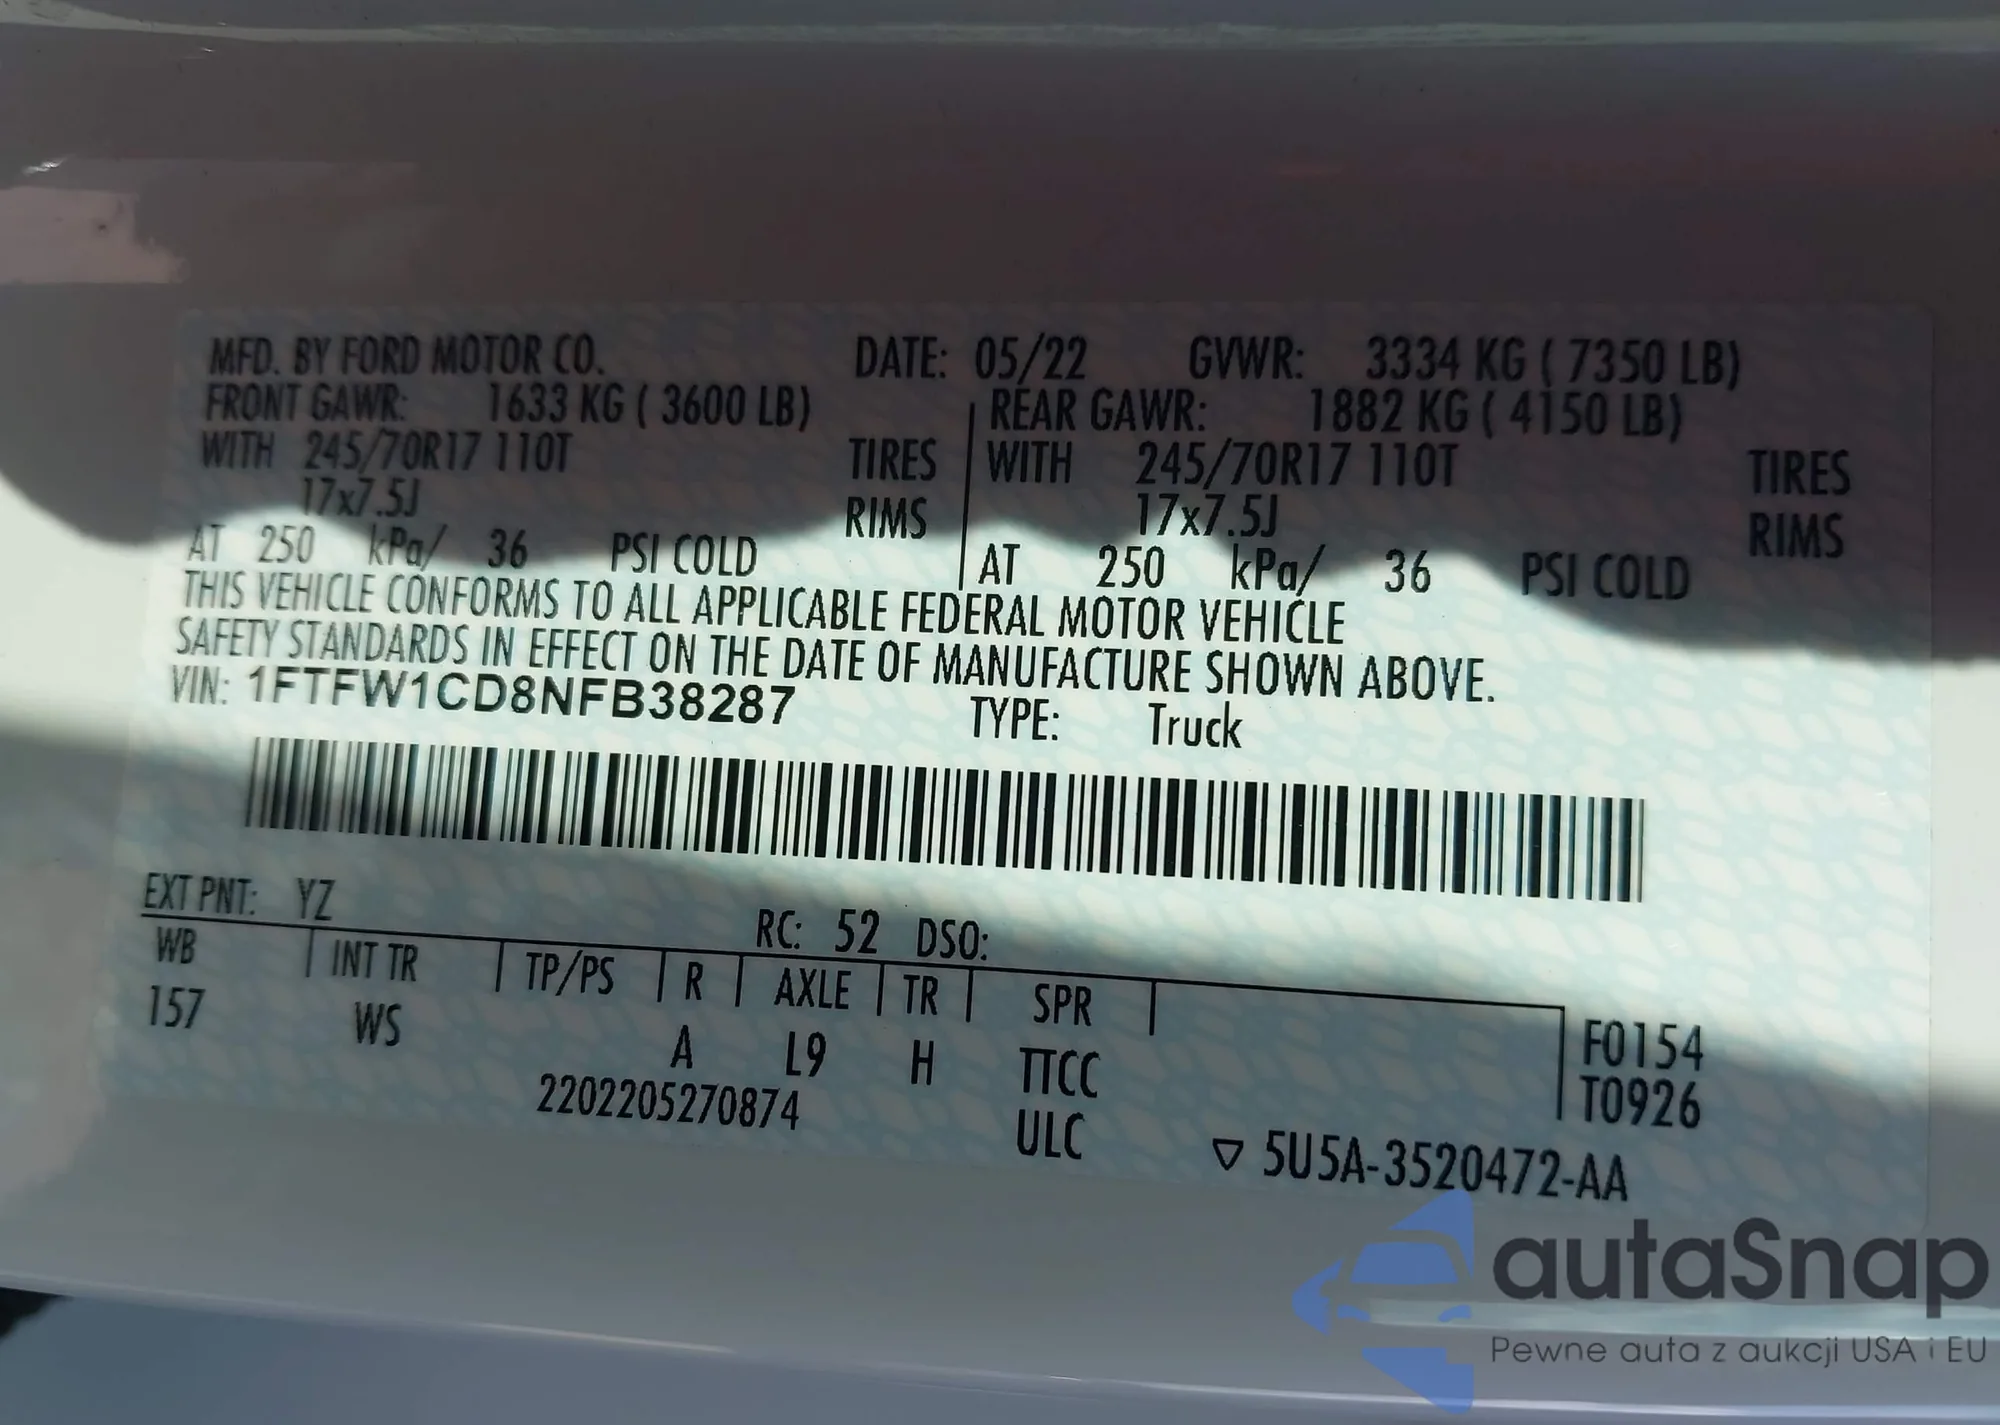 MFD. BY FORD MOTOR CO. DATE: 05/22 GVWR: 3334 KG ( 7350 LB)
FRONT GAWR: 1633 KG ( 3600 LB) REAR GAWR: 1882 KG ( 4150 LB)
WITH 245/70R17 110T TIRES WITH 245/70R17 110T TIRES
17x7.5J RIMS 17x7.5J RIMS
AT 250 kPa/ 36 PSI COLD AT 250 kPa/ 36 PSI COLD
THIS VEHICLE CONFORMS TO ALL APPLICABLE FEDERAL MOTOR VEHICLE
SAFETY STANDARDS IN EFFECT ON THE DATE OF MANUFACTURE SHOWN ABOVE.
VIN: 1FTFW1CD8NFB38287 TYPE: Truck
EXT PNT: YZ RC: 52 DSO:
WB INT TR TP/PS R AXLE TR SPR
157 WS A L9 H TTCC
F0154
T0926
2202205270874 ULC
▽ 5U5A-3520472-AA
autaSnap
Pewne auta z aukcji USA i EU